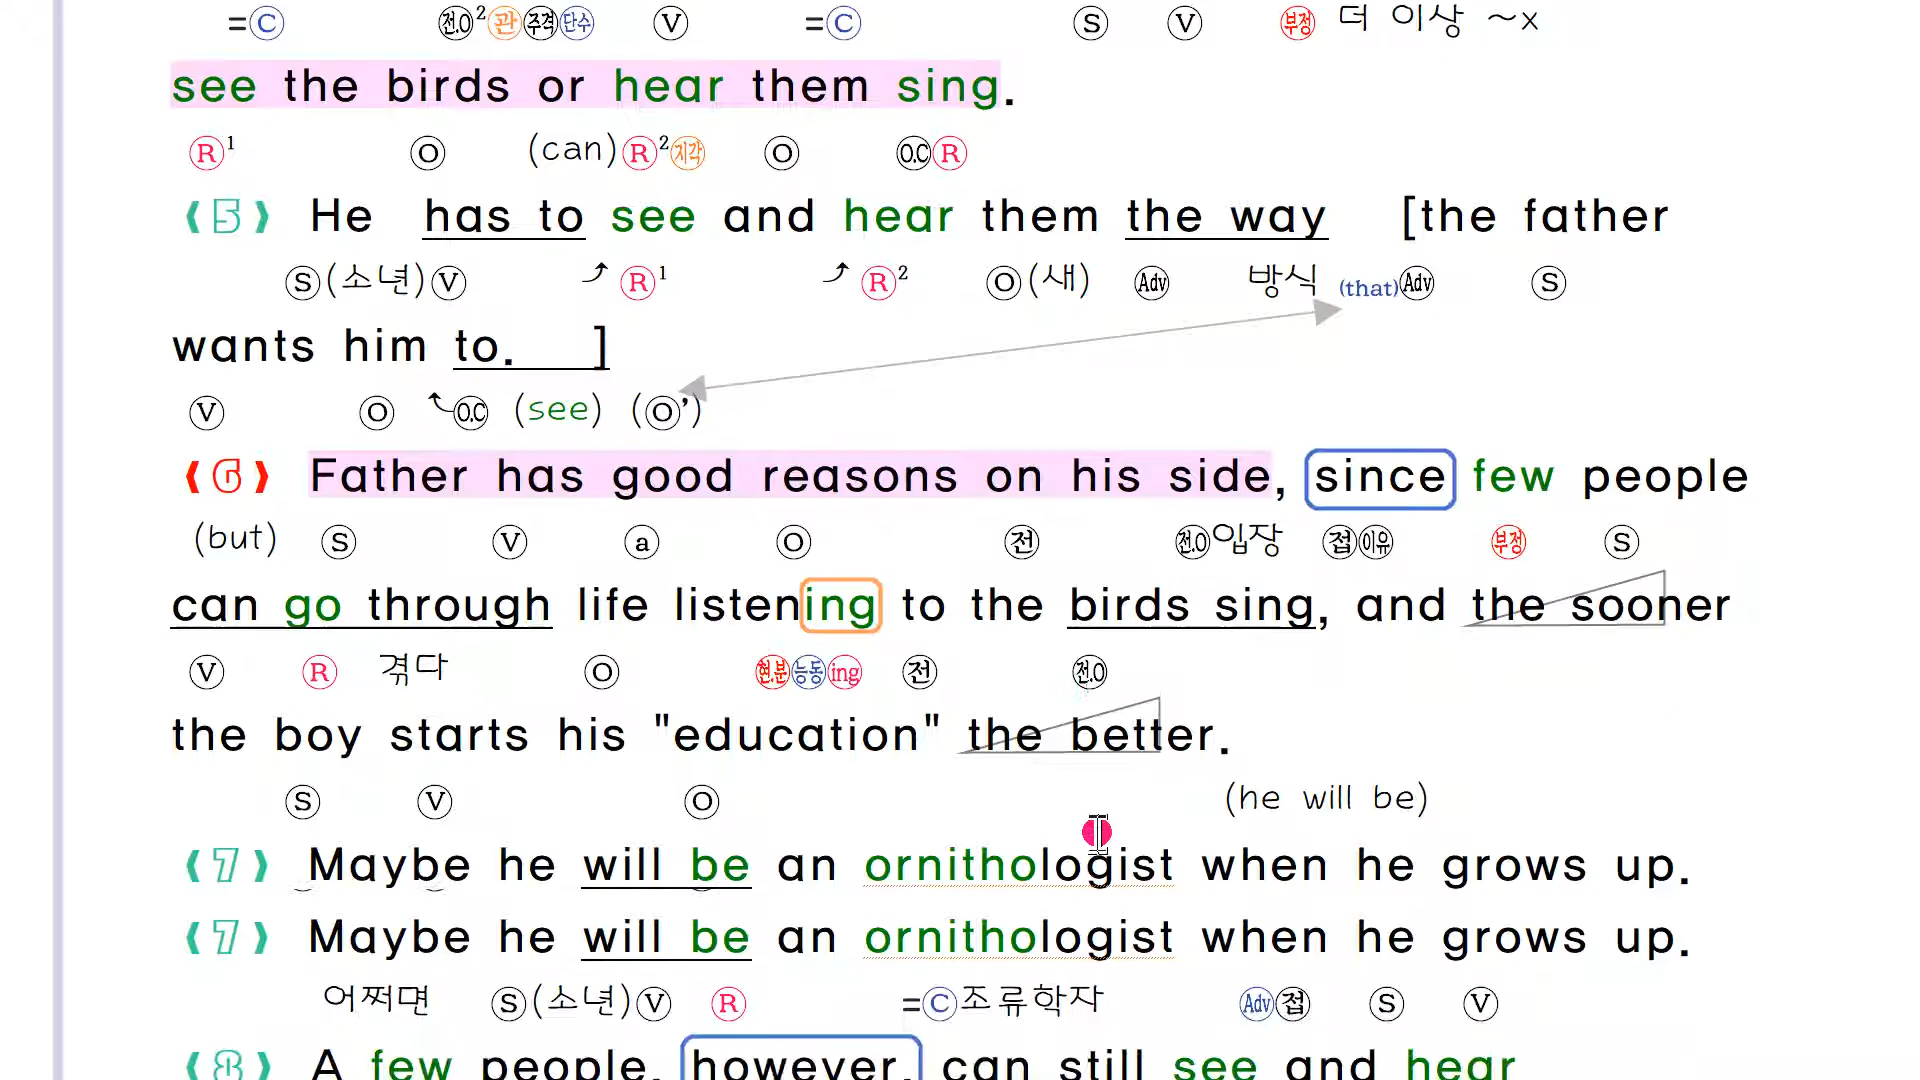 =C 전.O² 관 주격 단수 V =C S V 부정 더 이상 ~x
see the birds or hear them sing.
R¹ O (can) R² 지각 O O.C R
(5) He has to see and hear them the way [the father
S (소년) V R¹ R² O (새) Adv 방식 (that) Adv S
wants him to. ]
V O O.C (see) (O')
(6) Father has good reasons on his side, since few people
(but) S V a O 전 전.O 입장 접 이유 부정 S
can go through life listening to the birds sing, and the sooner
V R 겪다 O 현.분 능동 ing 전 전.O
the boy starts his "education" the better.
S V O (he will be)
(7) Maybe he will be an ornithologist when he grows up.
(7) Maybe he will be an ornithologist when he grows up.
어쩌면 S (소년) V R =C 조류학자 Adv 접 S V
(8) A few people, however, can still see and hear